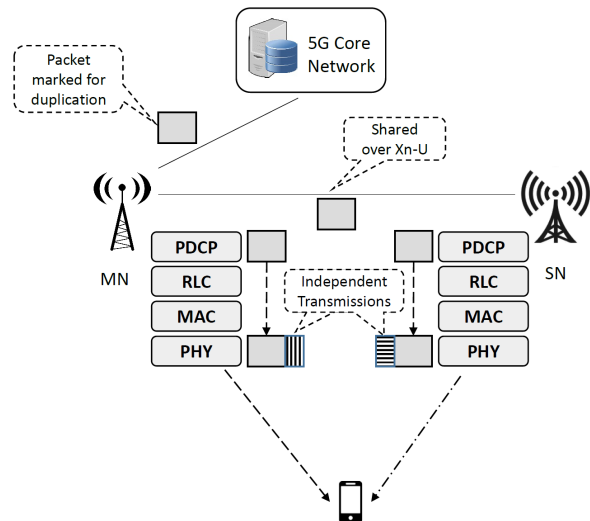 5G Core
Network
Packet
marked for
duplication
Shared
over Xn-U
MN
SN
PDCP
PDCP
RLC
RLC
Independent
Transmissions
MAC
MAC
PHY
PHY